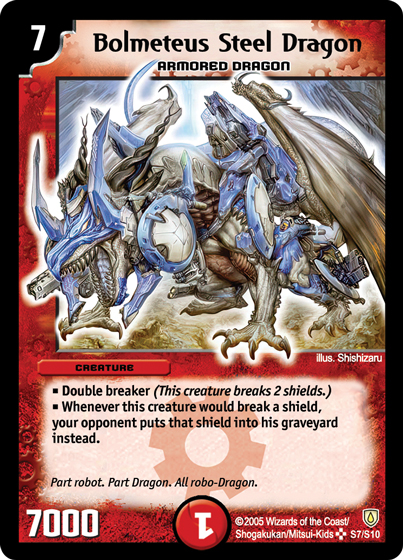 7
Bolmeteus Steel Dragon
ARMORED DRAGON
illus. Shishizaru
CREATURE
▪ Double breaker (This creature breaks 2 shields.)
▪ Whenever this creature would break a shield,
your opponent puts that shield into his graveyard
instead.
Part robot. Part Dragon. All robo-Dragon.
7000
1
©2005 Wizards of the Coast/
Shogakukan/Mitsui-Kids S7/S10